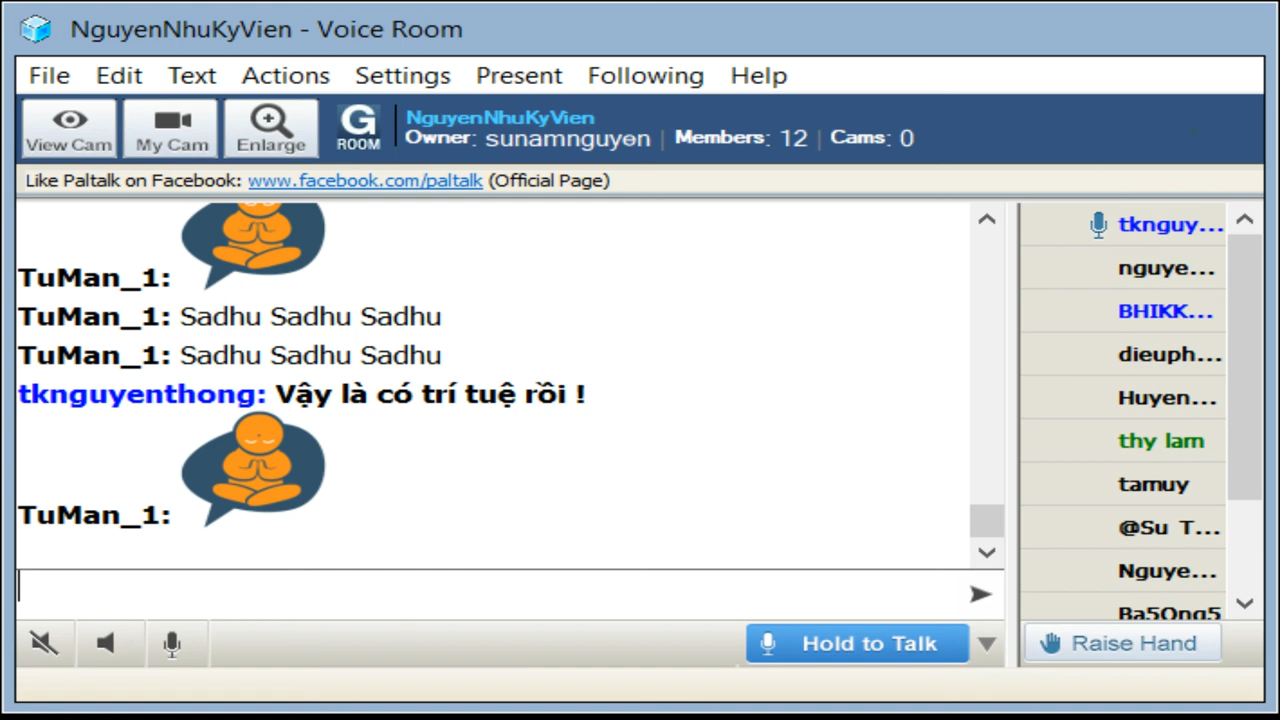 NguyenNhuKyVien - Voice Room
File Edit Text Actions Settings Present Following Help
View Cam My Cam Enlarge G ROOM
NguyenNhuKyVien
Owner: sunamnguyen | Members: 12 | Cams: 0
Like Paltalk on Facebook: www.facebook.com/paltalk (Official Page)
TuMan_1:
TuMan_1: Sadhu Sadhu Sadhu
TuMan_1: Sadhu Sadhu Sadhu
tknguyenthong: Vậy là có trí tuệ rồi !
TuMan_1:
tknguy...
nguye...
BHIKK...
dieuph...
Huyen...
thy lam
tamuy
@Su T...
Nguye...
Ba5Ong5
Hold to Talk
Raise Hand